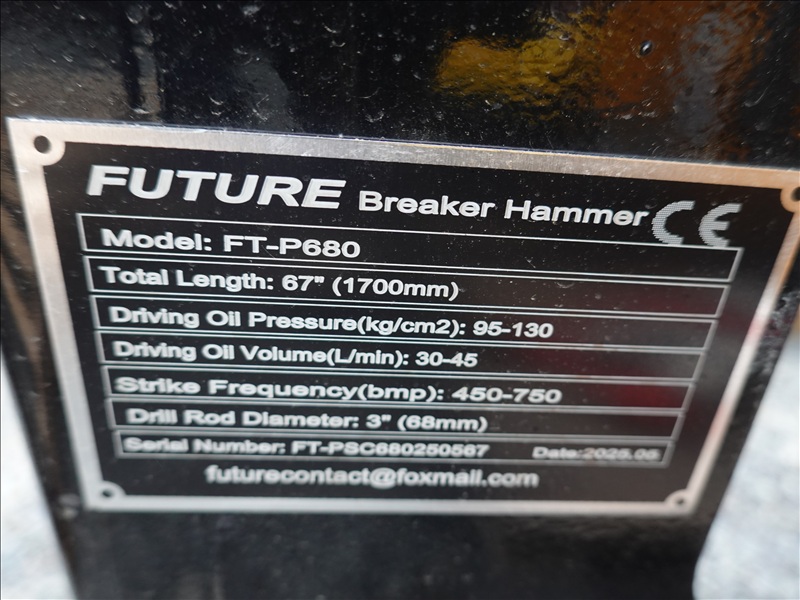 FUTURE Breaker Hammer CE
Model: FT-P680
Total Length: 67" (1700mm)
Driving Oil Pressure(kg/cm2): 95-130
Driving Oil Volume(L/min): 30-45
Strike Frequency(bmp): 450-750
Drill Rod Diameter: 3" (68mm)
Serial Number: FT-PSC680250567 Date:2025.05
futurecontact@foxmail.com